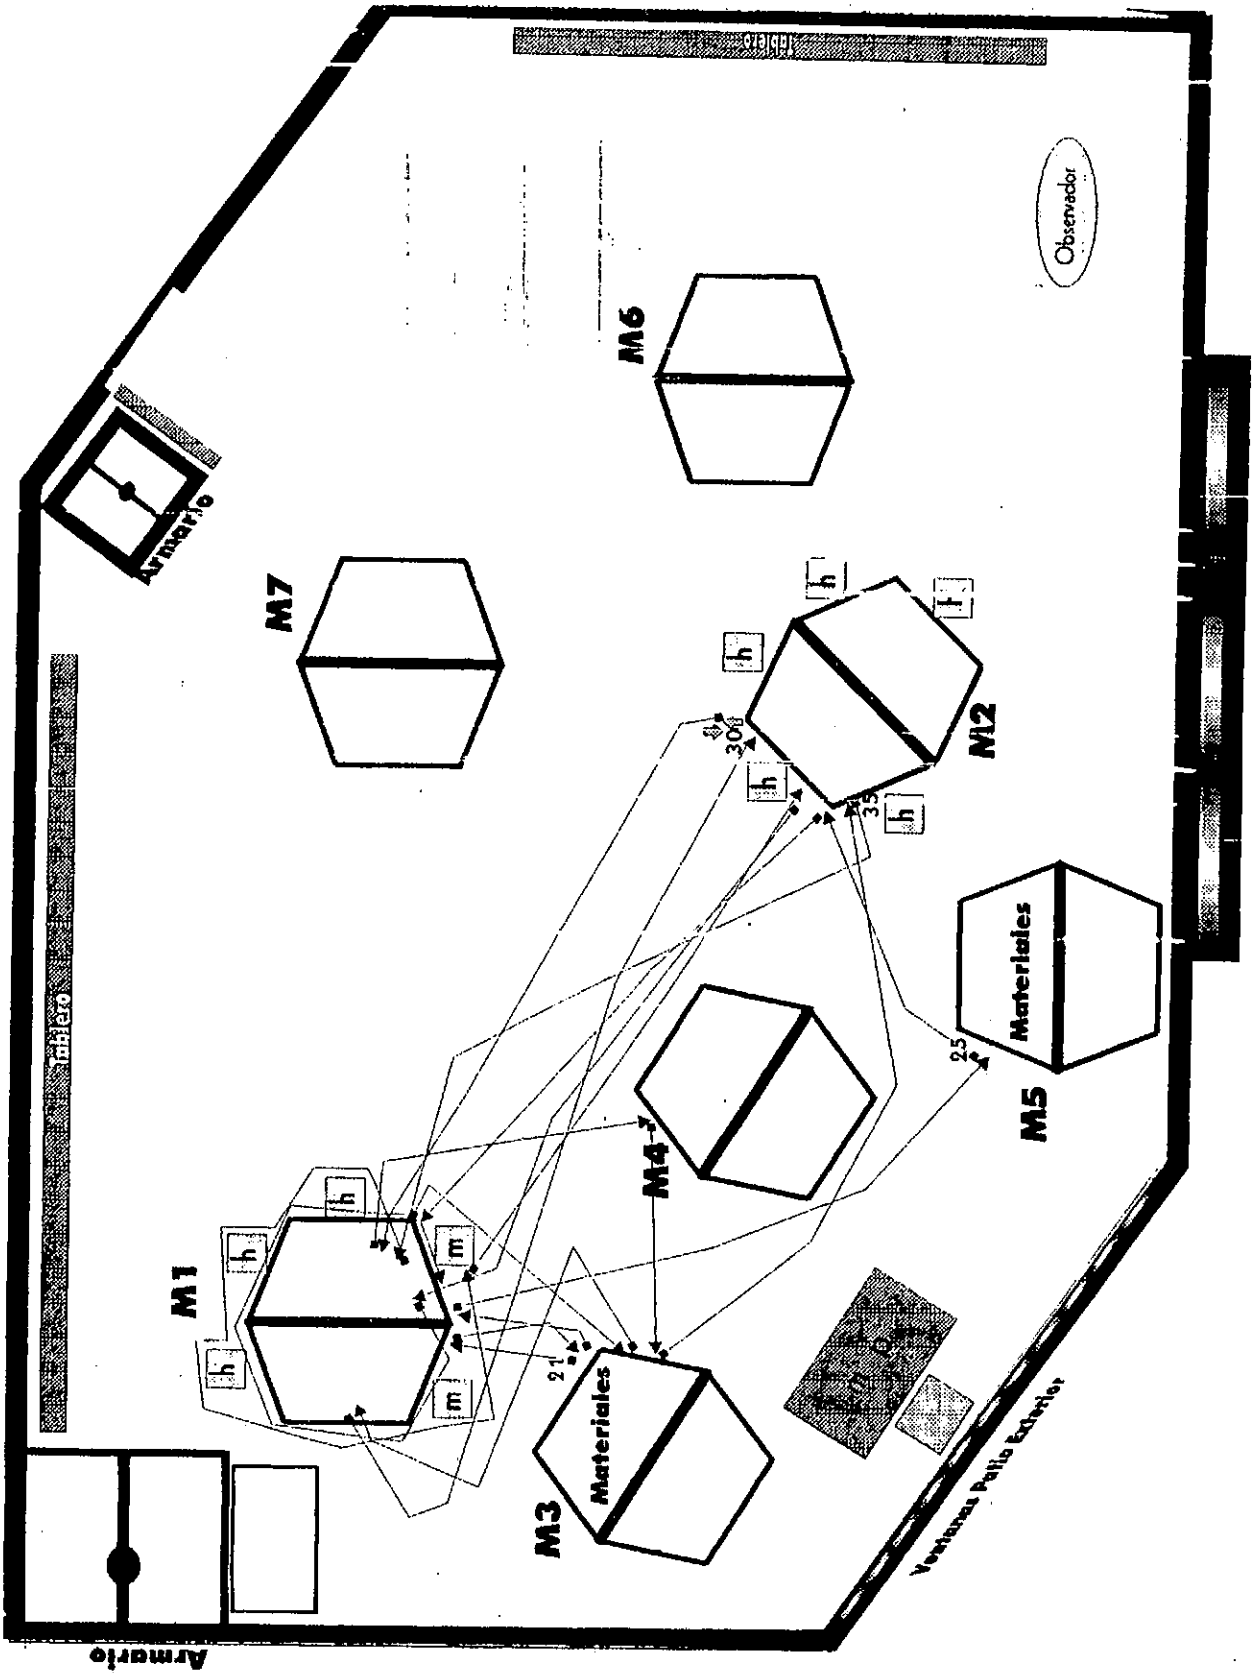 Tablero
Observador
M6
Armario
M7
h
h
M2
30
h
35
h
Tablero
Materiales
25
M5
M4
h
h
m
M1
h
m
21
Materiales
M3
Ventanas Patio Exterior
Armario